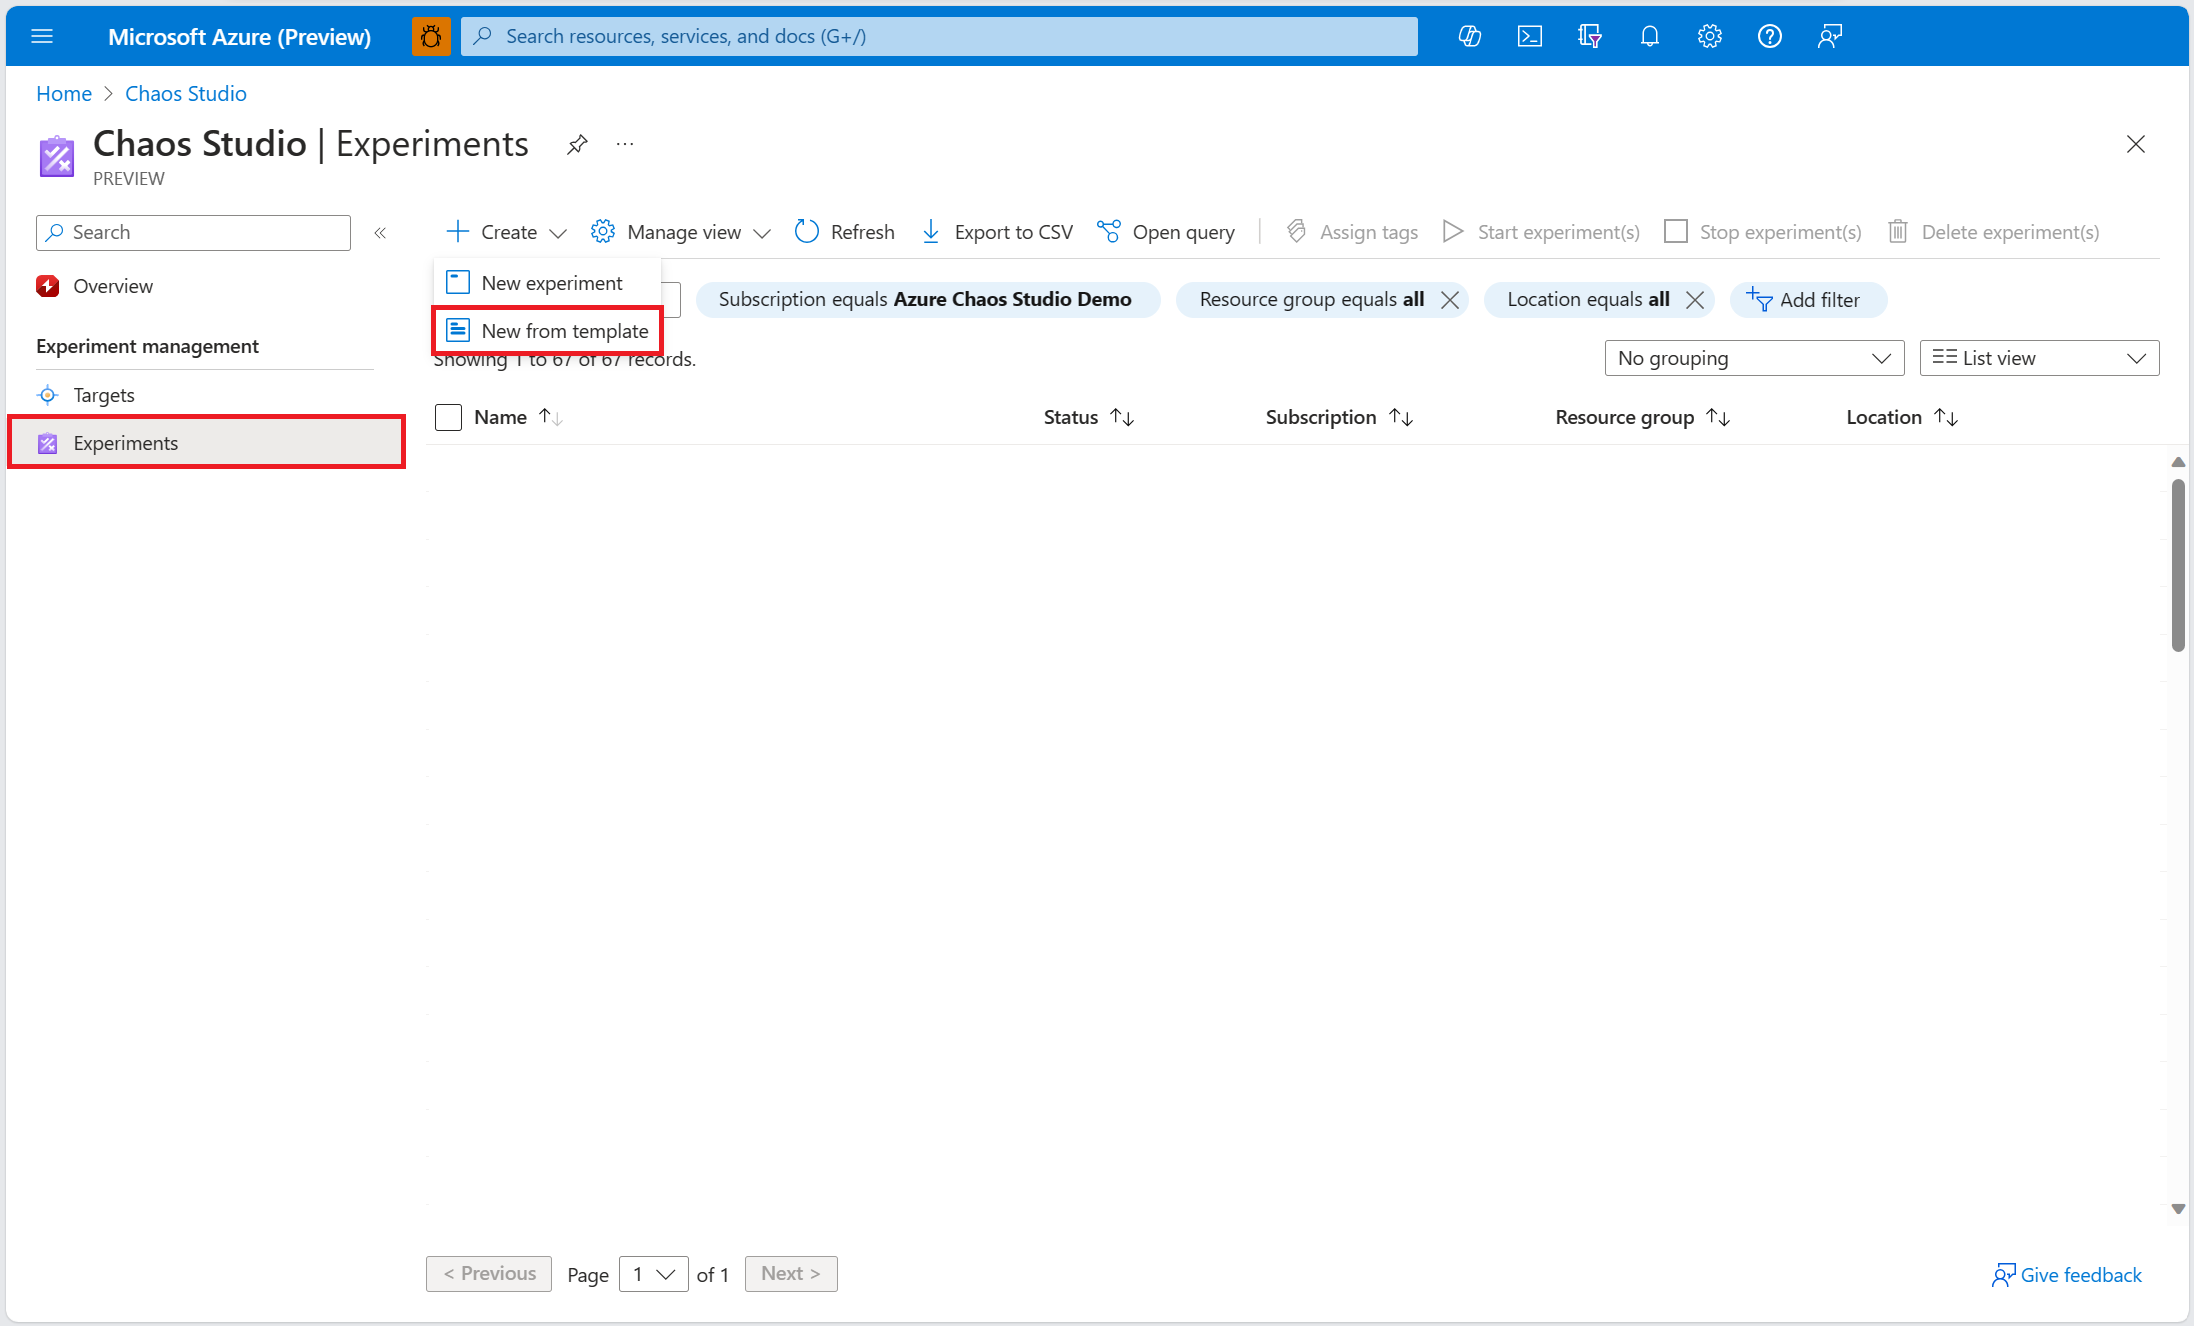 Microsoft Azure (Preview)
Search resources, services, and docs (G+/)
Home > Chaos Studio
Chaos Studio | Experiments
PREVIEW
Search
Overview
Experiment management
Targets
Experiments
Create
Manage view
Refresh
Export to CSV
Open query
Assign tags
Start experiment(s)
Stop experiment(s)
Delete experiment(s)
New experiment
New from template
Subscription equals Azure Chaos Studio Demo
Resource group equals all
Location equals all
Add filter
Showing 1 to 67 of 67 records.
No grouping
List view
Name
Status
Subscription
Resource group
Location
< Previous
Page 1 of 1
Next >
Give feedback